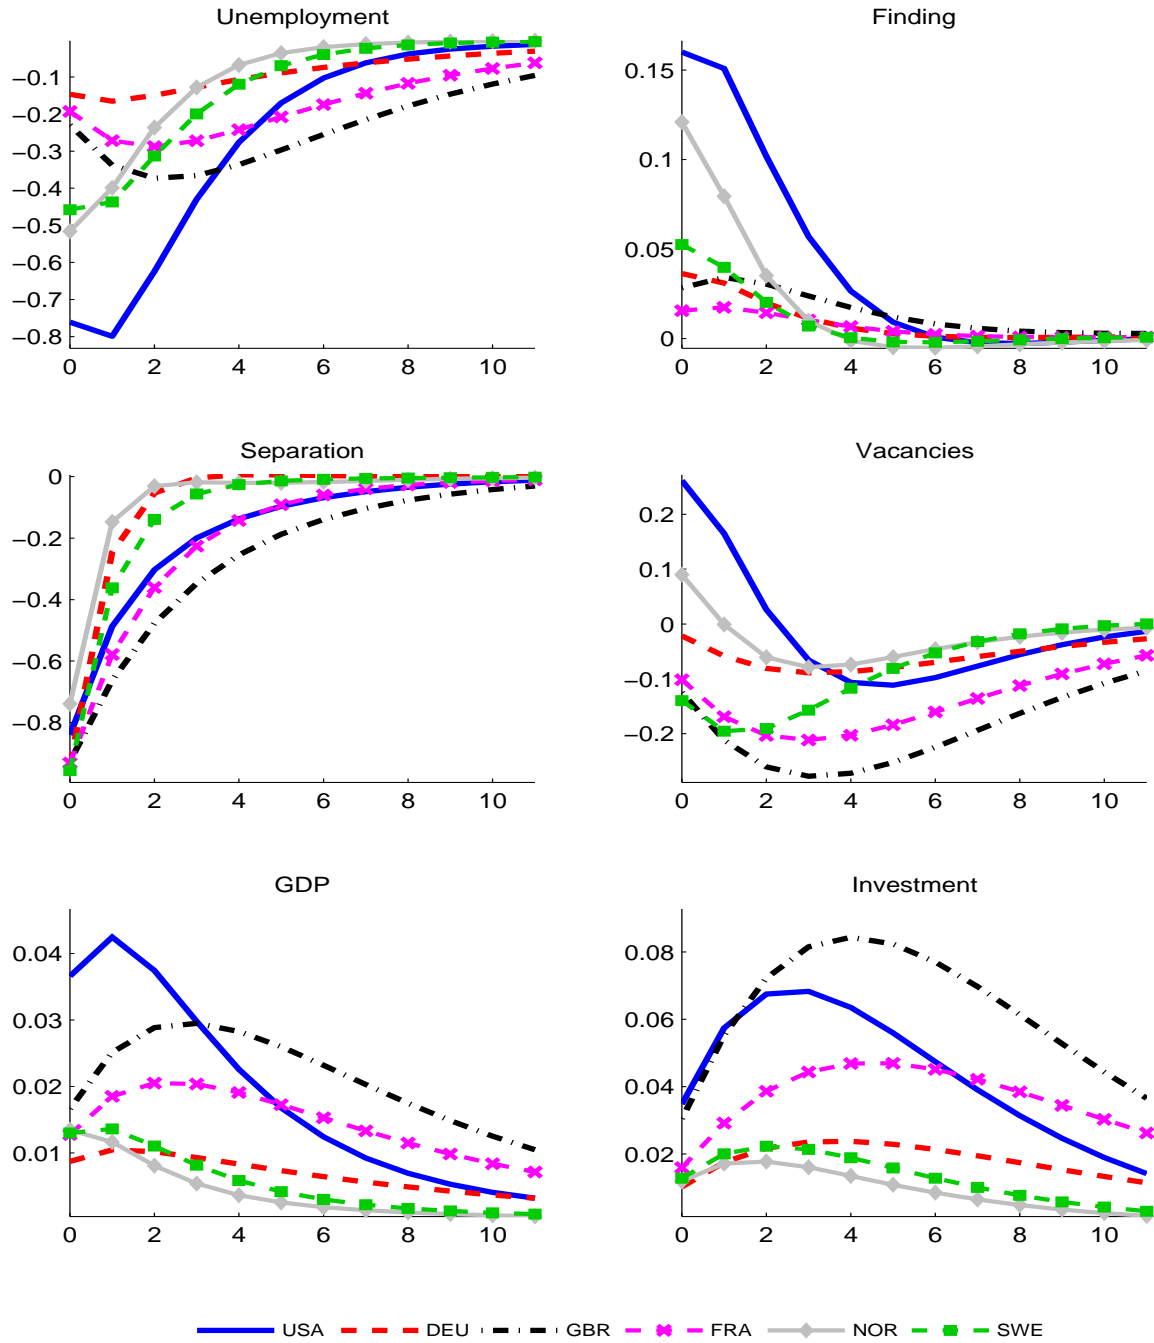 Unemployment Finding
−0.1 0.15
−0.2
−0.3 0.1
−0.4
−0.5 0.05
−0.6
−0.7
−0.8 0
0 2 4 6 8 10 0 2 4 6 8 10
Separation Vacancies
0 0.2
−0.2 0.1
−0.4 0
−0.6 −0.1
−0.8 −0.2
0 2 4 6 8 10 0 2 4 6 8 10
GDP Investment
0.04 0.08
0.03 0.06
0.02 0.04
0.01 0.02
0 2 4 6 8 10 0 2 4 6 8 10
USA DEU GBR FRA NOR SWE